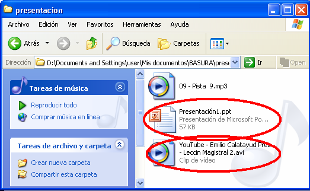 presentacion
Archivo Edición Ver Favoritos Herramientas Ayuda
Atrás Búsqueda Carpetas
Dirección D:\Documents and Settings\user\Mis documentos\BASURA\prese Ir
Tareas de música
Reproducir todo
Comprar música en línea
Tareas de archivo y carpeta
Crear nueva carpeta
Compartir esta carpeta
09 - Pista 9.mp3
Presentación1.ppt
Presentación de Microsoft Po...
57 KB
YouTube - Emilio Calatayud Pr...
- Lección Magistral 2.avi
Clip de vídeo